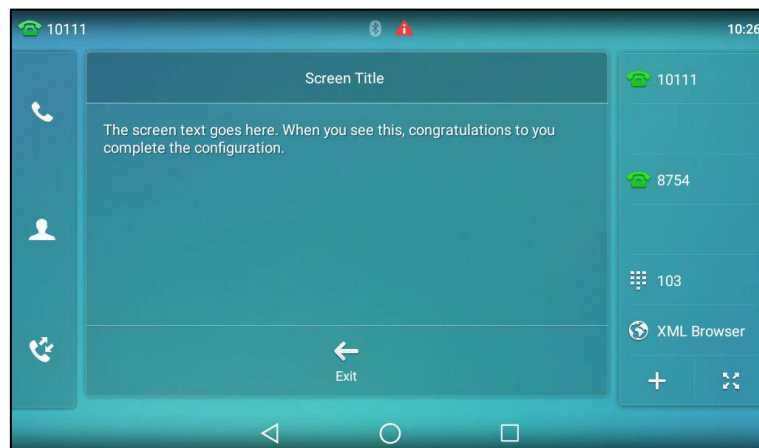 10111
10:26
Screen Title
The screen text goes here. When you see this, congratulations to you
complete the configuration.
Exit
10111
8754
103
XML Browser